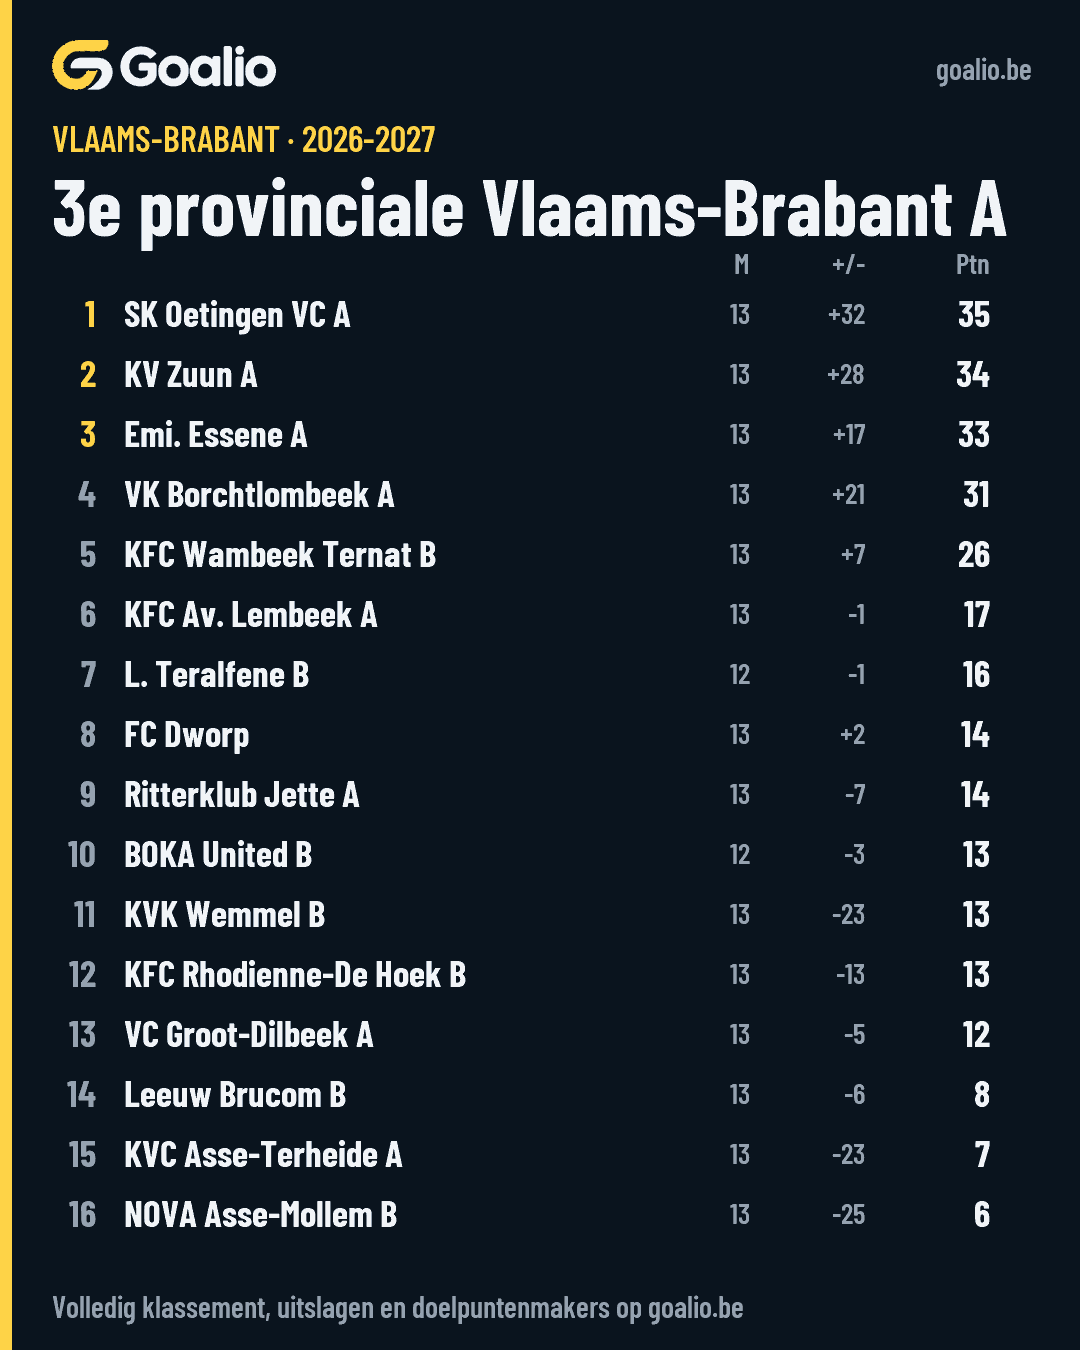 Goalio
goalio.be
VLAAMS-BRABANT · 2026-2027
3e provinciale Vlaams-Brabant A
M +/- Ptn
1 SK Oetingen VC A 13 +32 35
2 KV Zuun A 13 +28 34
3 Emi. Essene A 13 +17 33
4 VK Borchtlombeek A 13 +21 31
5 KFC Wambeek Ternat B 13 +7 26
6 KFC Av. Lembeek A 13 -1 17
7 L. Teralfene B 12 -1 16
8 FC Dworp 13 +2 14
9 Ritterklub Jette A 13 -7 14
10 BOKA United B 12 -3 13
11 KVK Wemmel B 13 -23 13
12 KFC Rhodienne-De Hoek B 13 -13 13
13 VC Groot-Dilbeek A 13 -5 12
14 Leeuw Brucom B 13 -6 8
15 KVC Asse-Terheide A 13 -23 7
16 NOVA Asse-Mollem B 13 -25 6
Volledig klassement, uitslagen en doelpuntenmakers op goalio.be